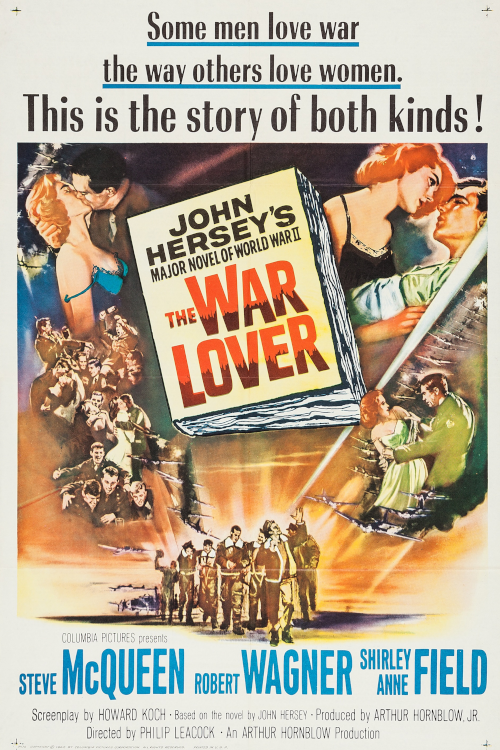 Some men love war
the way others love women.
This is the story of both kinds!
JOHN
HERSEY'S
MAJOR NOVEL OF WORLD WAR II
THE WAR
LOVER
COLUMBIA PICTURES presents
STEVE McQUEEN ROBERT WAGNER SHIRLEY ANNE FIELD
Screenplay by HOWARD KOCH - Based on the novel by JOHN HERSEY - Produced by ARTHUR HORNBLOW, JR.
Directed by PHILIP LEACOCK - An ARTHUR HORNBLOW Production